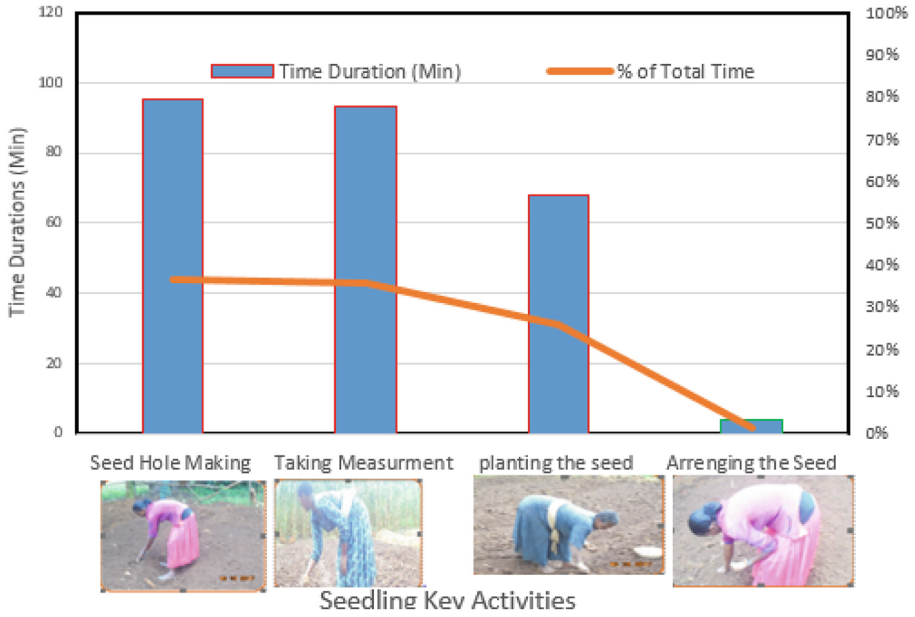 120
100%
90%
Time Duration (Min)
% of Total Time
100
80%
80
70%
60%
60
50%
40%
40
30%
20
20%
10%
0
0%
Time Durations (Min)
Seed Hole Making
Taking Measurment
planting the seed
Arrenging the Seed
Seedling Key Activities